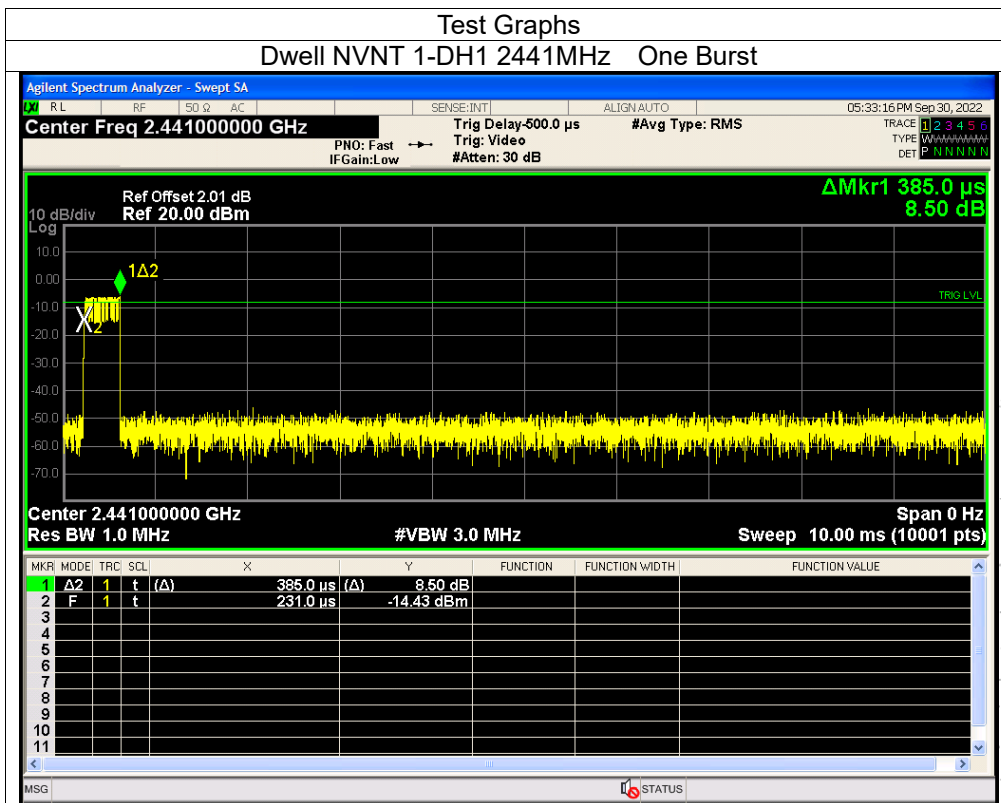 Test Graphs
Dwell NVNT 1-DH1 2441MHz One Burst
Agilent Spectrum Analyzer - Swept SA
LXI RL RF 50 Ω AC SENSE:INT ALIGN AUTO 05:33:16 PM Sep 30, 2022
Center Freq 2.441000000 GHz Trig Delay-500.0 µs #Avg Type: RMS TRACE 1 2 3 4 5 6
PNO: Fast Trig: Video TYPE WWWWWW
IFGain:Low #Atten: 30 dB DET P N N N N N
ΔMkr1 385.0 µs
8.50 dB
Ref Offset 2.01 dB
10 dB/div Ref 20.00 dBm
Log
10.0
0.00
-10.0
-20.0
-30.0
-40.0
-50.0
-60.0
-70.0
1Δ2
2
TRIG LVL
Center 2.441000000 GHz Span 0 Hz
Res BW 1.0 MHz #VBW 3.0 MHz Sweep 10.00 ms (10001 pts)
MKR MODE TRC SCL X Y FUNCTION FUNCTION WIDTH FUNCTION VALUE
1 Δ2 1 t (Δ) 385.0 µs (Δ) 8.50 dB
2 F 1 t 231.0 µs -14.43 dBm
3
4
5
6
7
8
9
10
11
MSG STATUS